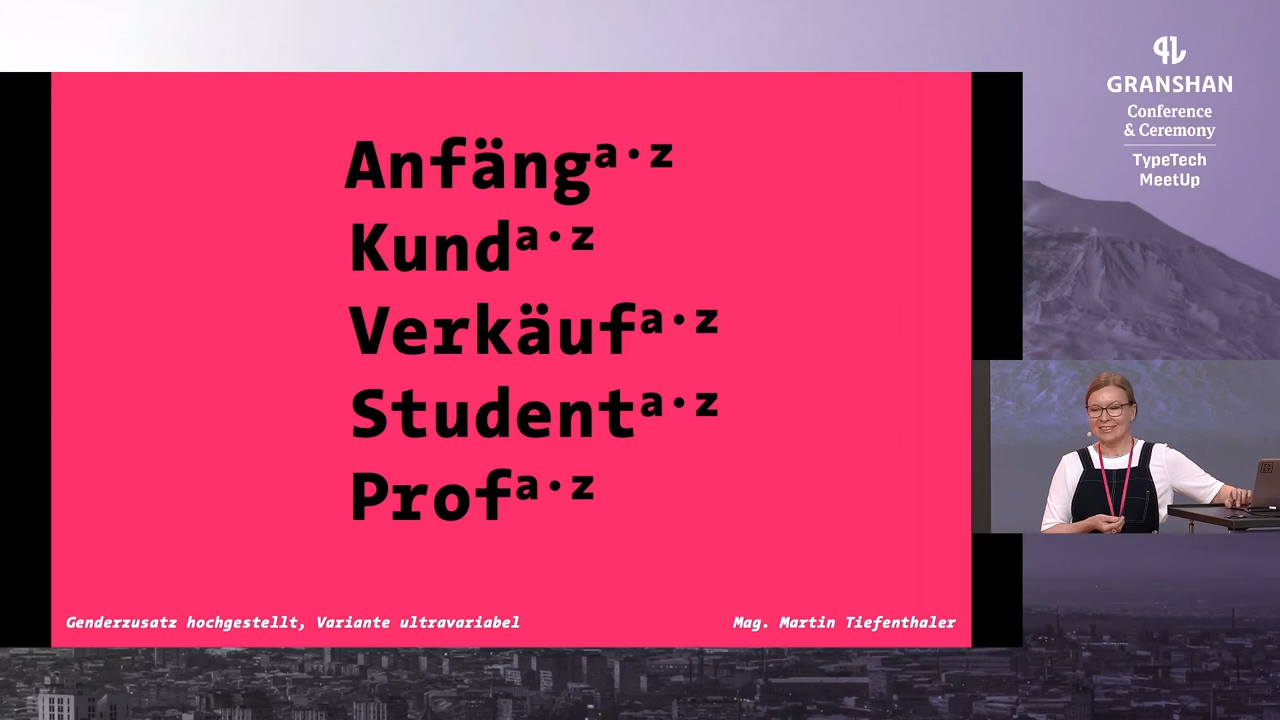 Anfängᵃ·ᶻ
Kundᵃ·ᶻ
Verkäufᵃ·ᶻ
Studentᵃ·ᶻ
Profᵃ·ᶻ
Genderzusatz hochgestellt, Variante ultravariabel
Mag. Martin Tiefenthaler
GRANSHAN
Conference
& Ceremony
TypeTech
MeetUp